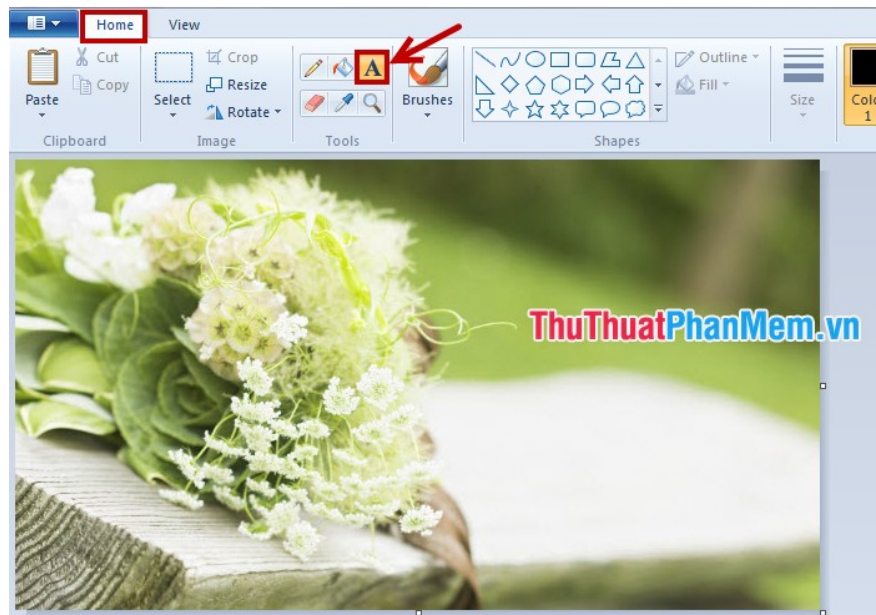 Home View
Cut
Copy
Paste
Clipboard
Select
Crop
Resize
Rotate
Image
A
Tools
Brushes
Shapes
Outline
Fill
Size
Colo
1
ThuThuatPhanMem.vn